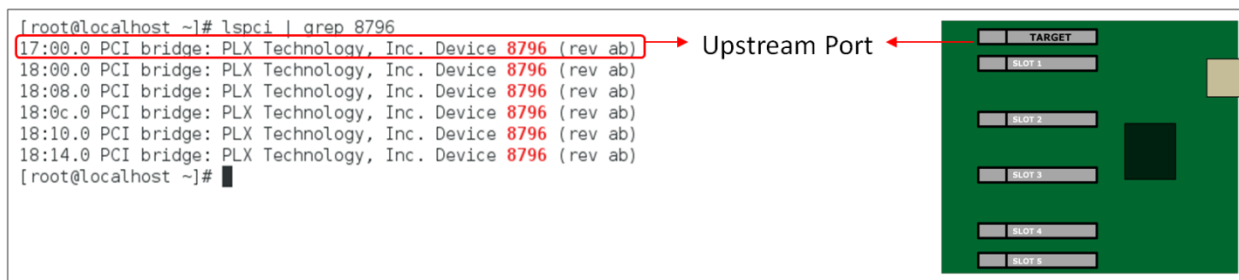 [root@localhost ~]# lspci | grep 8796
17:00.0 PCI bridge: PLX Technology, Inc. Device 8796 (rev ab)
18:00.0 PCI bridge: PLX Technology, Inc. Device 8796 (rev ab)
18:08.0 PCI bridge: PLX Technology, Inc. Device 8796 (rev ab)
18:0c.0 PCI bridge: PLX Technology, Inc. Device 8796 (rev ab)
18:10.0 PCI bridge: PLX Technology, Inc. Device 8796 (rev ab)
18:14.0 PCI bridge: PLX Technology, Inc. Device 8796 (rev ab)
[root@localhost ~]#
Upstream Port
TARGET
SLOT 1
SLOT 2
SLOT 3
SLOT 4
SLOT 5